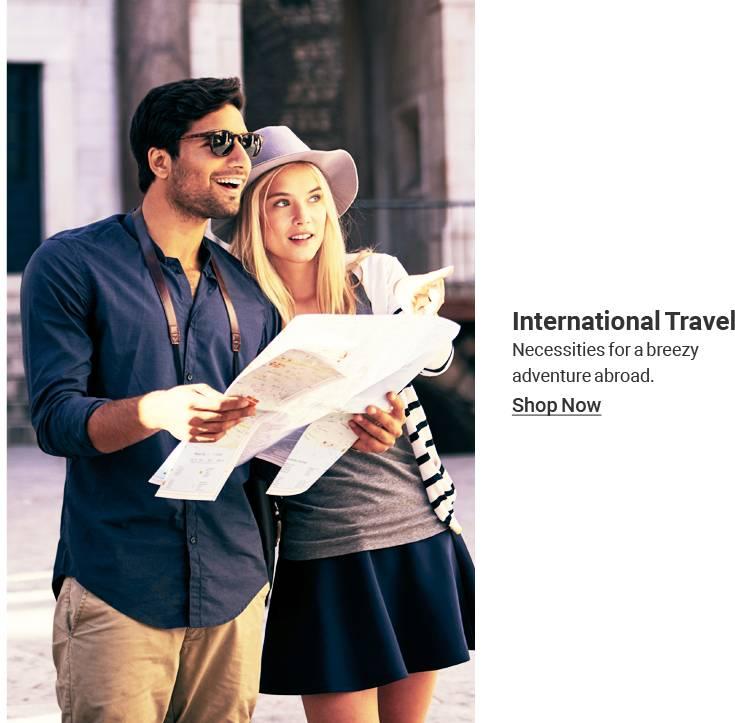 International Travel
Necessities for a breezy
adventure abroad.
Shop Now